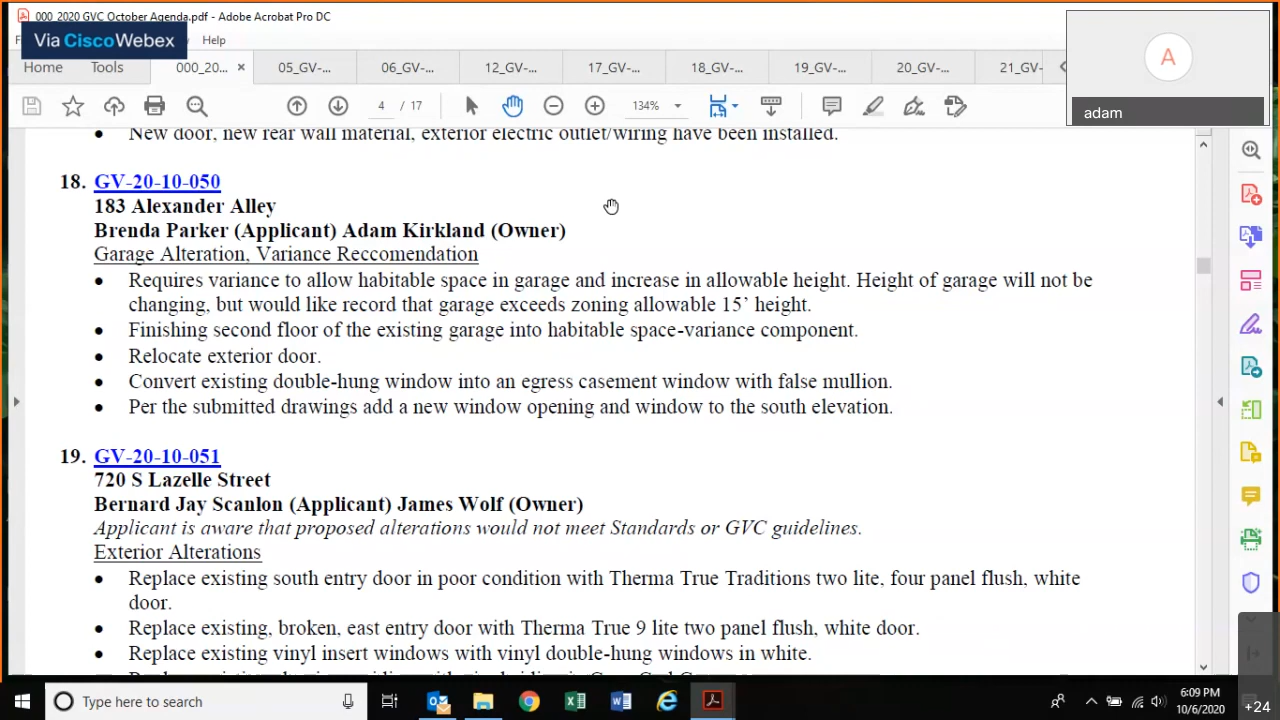 000_2020 GVC October Agenda.pdf - Adobe Acrobat Pro DC
Via Cisco Webex
Help
Home Tools 000_20... × 05_GV-... 06_GV-... 12_GV-... 17_GV-... 18_GV-... 19_GV-... 20_GV-... 21_GV-
A
adam
4 / 17 134%
• New door, new rear wall material, exterior electric outlet/wiring have been installed.
18. GV-20-10-050
183 Alexander Alley
Brenda Parker (Applicant) Adam Kirkland (Owner)
Garage Alteration, Variance Reccomendation
• Requires variance to allow habitable space in garage and increase in allowable height. Height of garage will not be
changing, but would like record that garage exceeds zoning allowable 15’ height.
• Finishing second floor of the existing garage into habitable space-variance component.
• Relocate exterior door.
• Convert existing double-hung window into an egress casement window with false mullion.
• Per the submitted drawings add a new window opening and window to the south elevation.
19. GV-20-10-051
720 S Lazelle Street
Bernard Jay Scanlon (Applicant) James Wolf (Owner)
Applicant is aware that proposed alterations would not meet Standards or GVC guidelines.
Exterior Alterations
• Replace existing south entry door in poor condition with Therma True Traditions two lite, four panel flush, white
door.
• Replace existing, broken, east entry door with Therma True 9 lite two panel flush, white door.
• Replace existing vinyl insert windows with vinyl double-hung windows in white.
Type here to search
6:09 PM
10/6/2020
+24